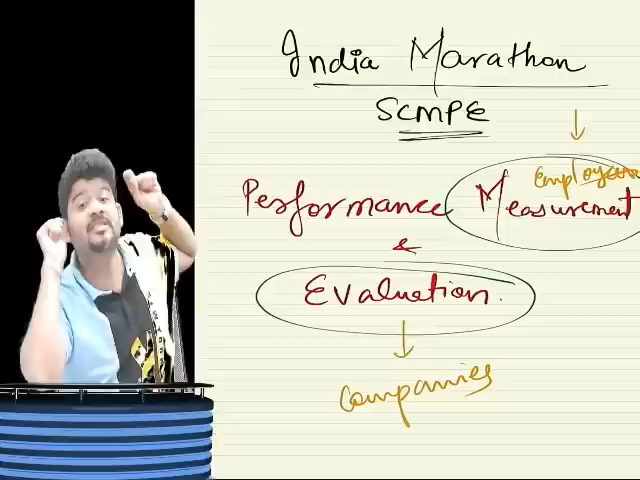 India Marathon
SCMPE
Employees
Performance Measurement
&
Evaluation.
Companies